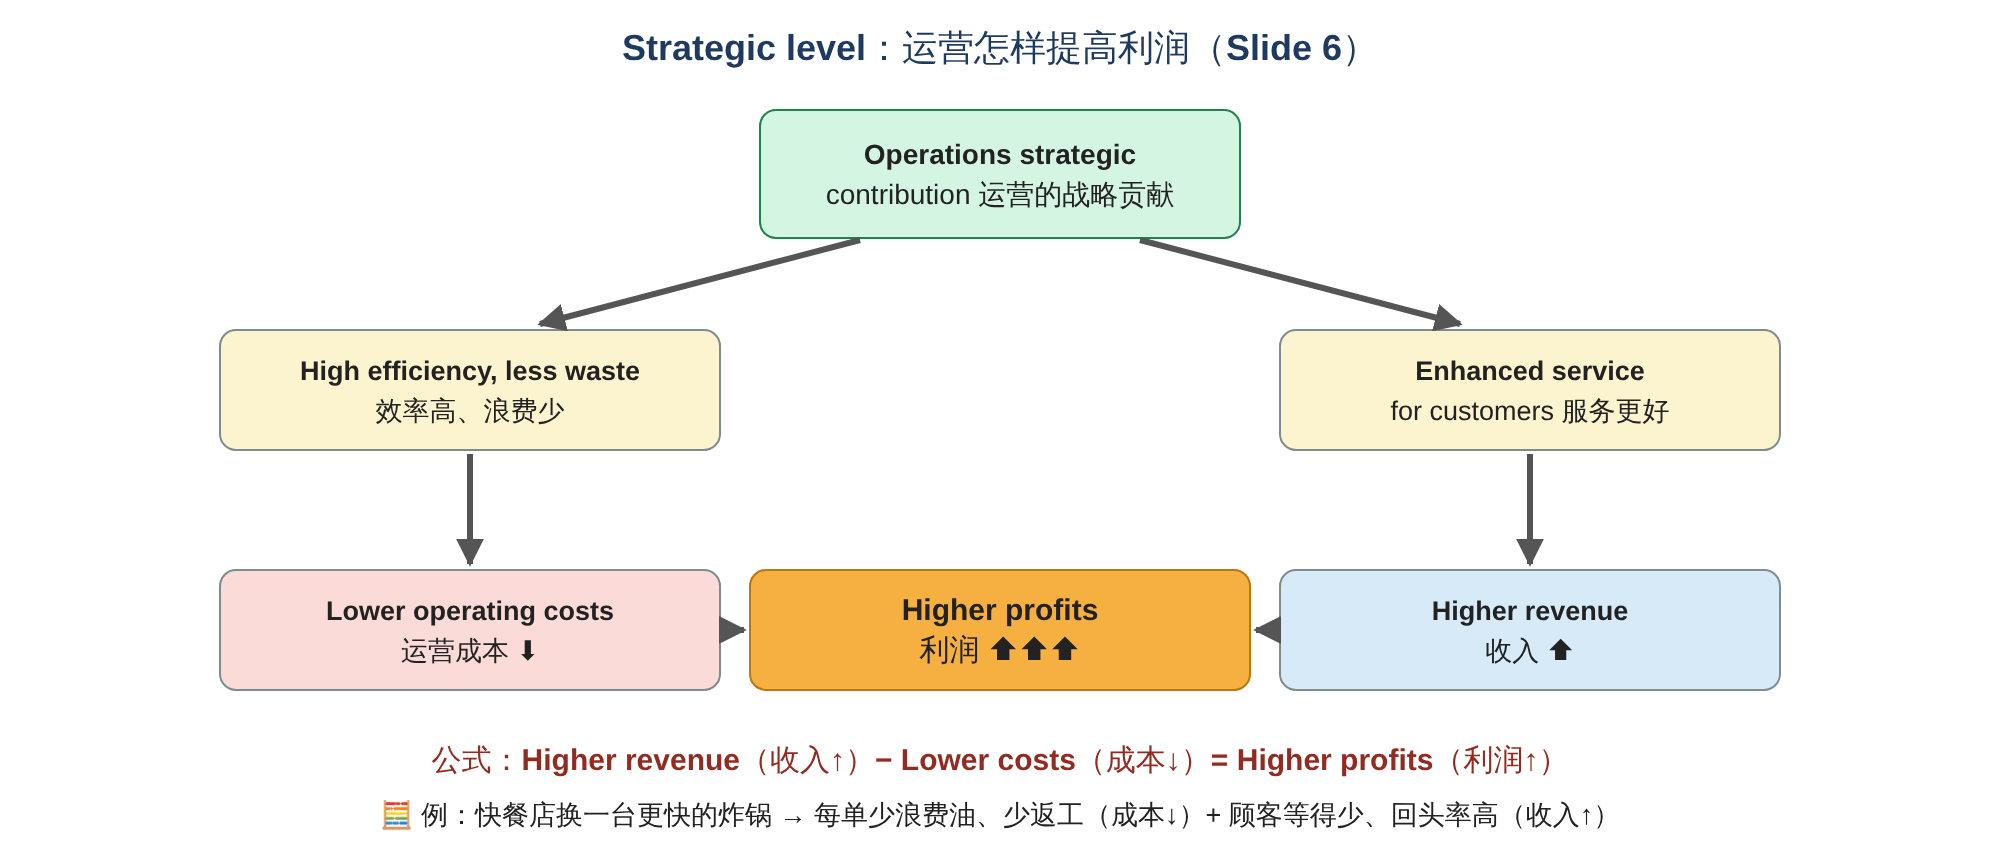 Strategic level：运营怎样提高利润（Slide 6）
Operations strategic
contribution 运营的战略贡献
High efficiency, less waste
效率高、浪费少
Enhanced service
for customers 服务更好
Lower operating costs
运营成本 ⬇
Higher profits
利润 ⬆⬆⬆
Higher revenue
收入 ⬆
公式：Higher revenue（收入↑）− Lower costs（成本↓）= Higher profits（利润↑）
🧮 例：快餐店换一台更快的炸锅 → 每单少浪费油、少返工（成本↓）+ 顾客等得少、回头率高（收入↑）